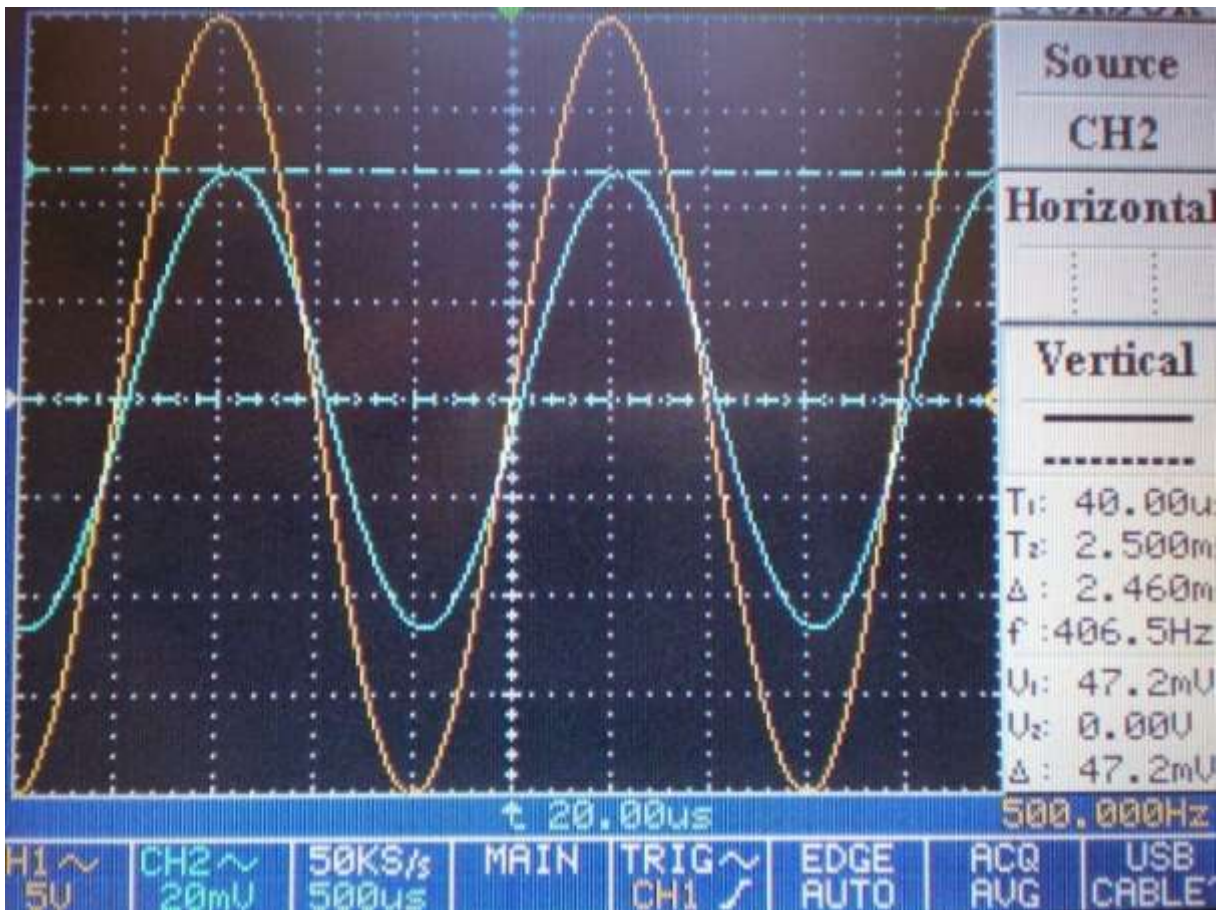 CURSOR
Source
CH2
Horizontal
Vertical
T1: 40.00u
T2: 2.500m
Δ: 2.460m
f:406.5Hz
V1: 47.2mV
V2: 0.00V
Δ: 47.2mV
20.00us
500.000Hz
H1
5V
CH2
20mV
50KS/s
500us
MAIN
TRIG
CH1
EDGE
AUTO
ACQ
AVG
USB
CABLE